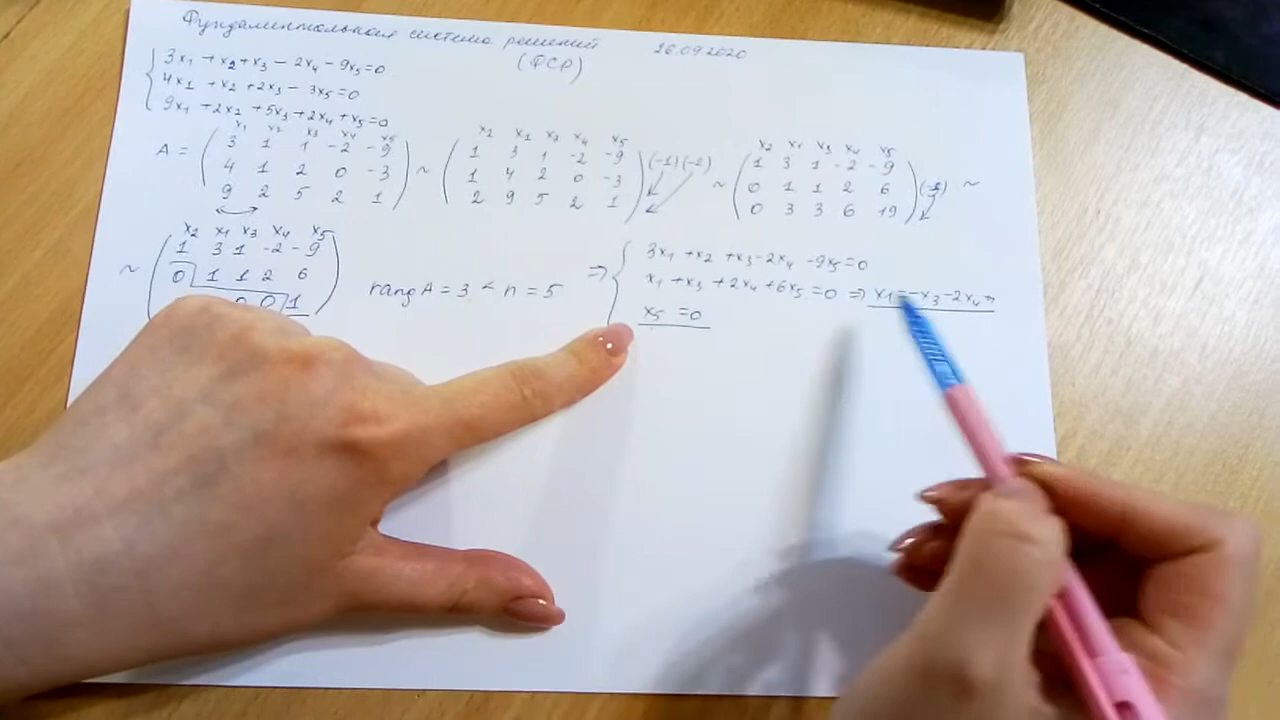 Фундаментальная система решений 26.09.2020
(ФСР)
3x₁ + x₂ + x₃ - 2x₄ - 9x₅ = 0
4x₁ + x₂ + 2x₃ - 3x₅ = 0
9x₁ + 2x₂ + 5x₃ + 2x₄ + x₅ = 0
x₁ x₂ x₃ x₄ x₅ x₂ x₁ x₃ x₄ x₅ x₂ x₁ x₃ x₄ x₅
3 1 1 -2 -9 1 3 1 -2 -9 (-1) (-2) 1 3 1 -2 -9
A = 4 1 2 0 -3 ~ 1 4 2 0 -3 ~ 0 1 1 2 6 ~
9 2 5 2 1 2 9 5 2 1 0 3 3 6 19
x₂ x₁ x₃ x₄ x₅
1 3 1 -2 -9
~ 0 1 1 2 6
0 0 1
rang A = 3 < n = 5
⇒ 3x₁ + x₂ + x₃ - 2x₄ - 9x₅ = 0
x₁ + x₃ + 2x₄ + 6x₅ = 0 ⇒ x₁ = -x₃ - 2x₄
x₅ = 0